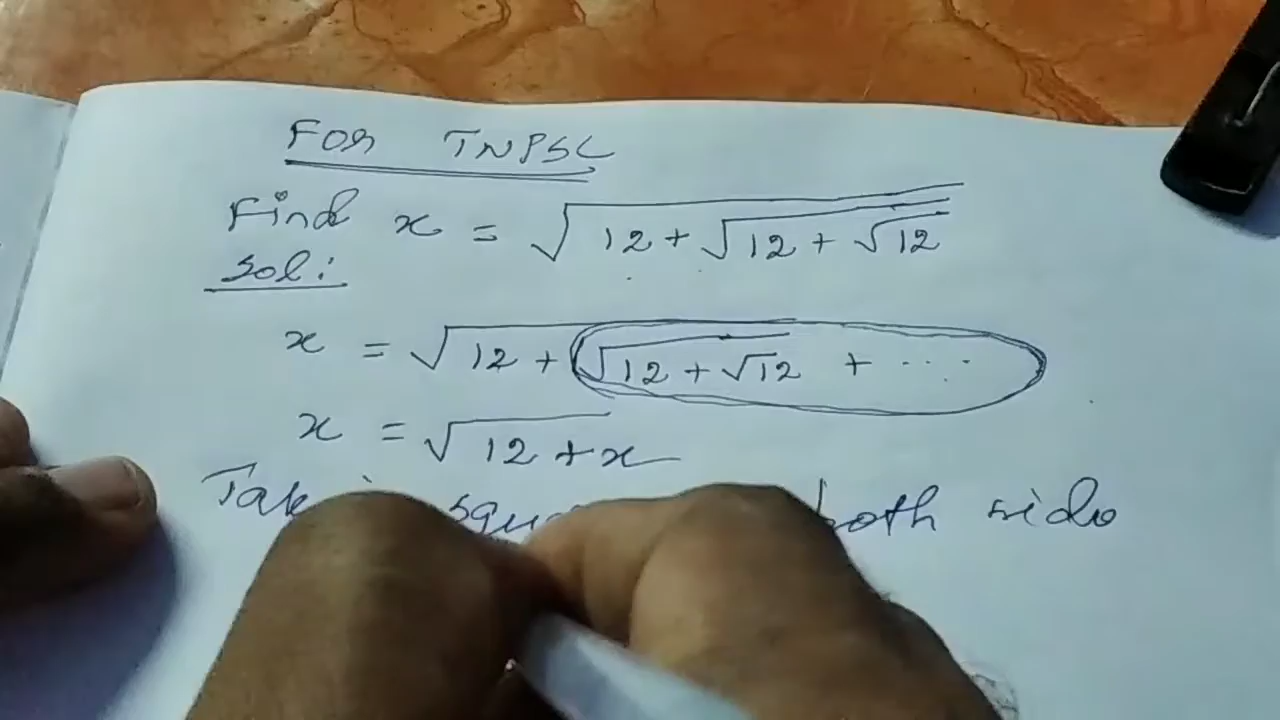 For TNPSC
Find x = √12 + √12 + √12
Sol:
x = √12 + √12 + √12 + ....
x = √12 + x
both side